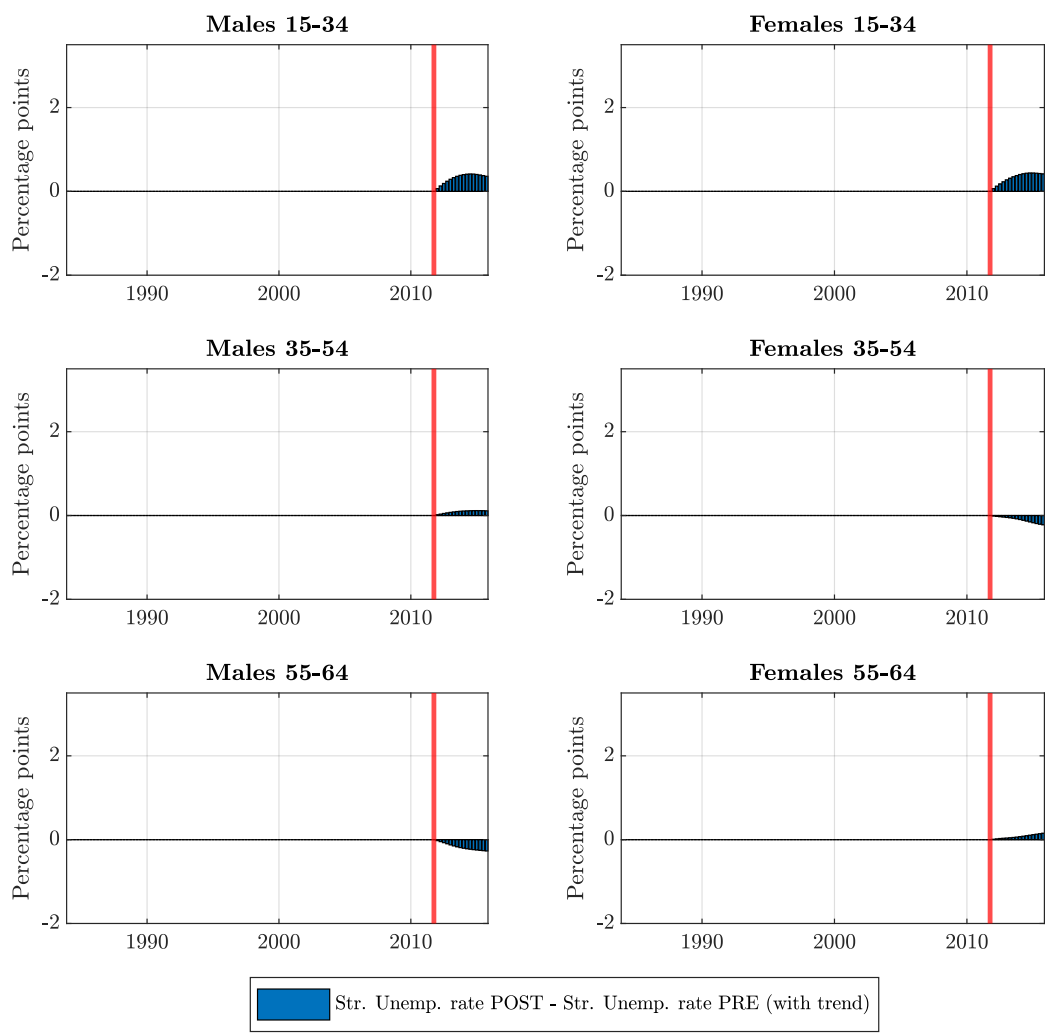 Males 15-34
Percentage points
2
0
-2
1990
2000
2010
Females 15-34
Percentage points
2
0
-2
1990
2000
2010
Males 35-54
Percentage points
2
0
-2
1990
2000
2010
Females 35-54
Percentage points
2
0
-2
1990
2000
2010
Males 55-64
Percentage points
2
0
-2
1990
2000
2010
Females 55-64
Percentage points
2
0
-2
1990
2000
2010
Str. Unemp. rate POST - Str. Unemp. rate PRE (with trend)